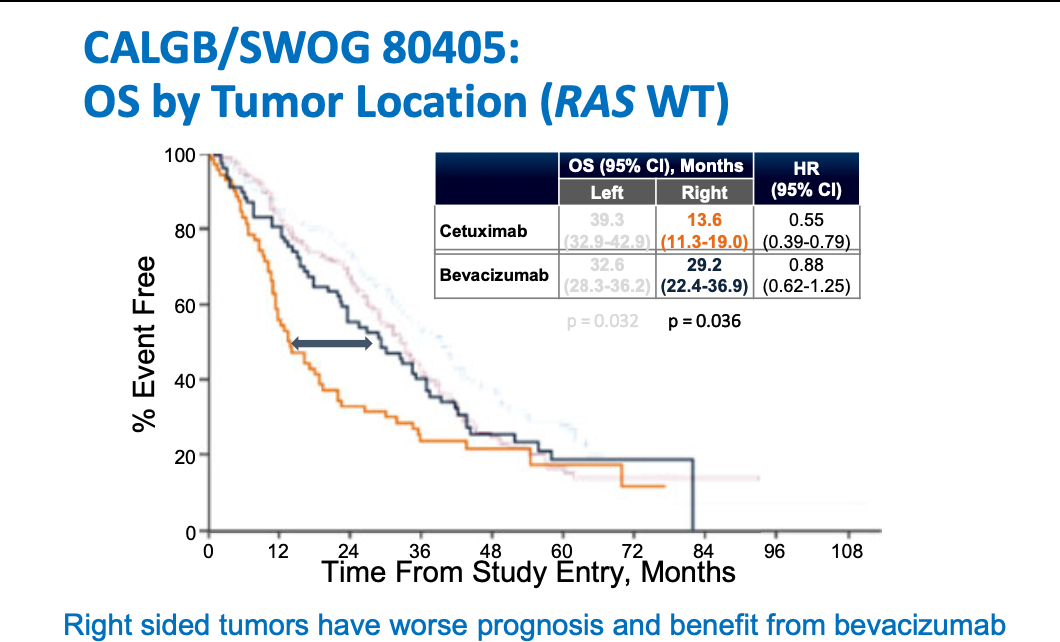 CALGB/SWOG 80405:
OS by Tumor Location (RAS WT)
OS (95% CI), Months
HR
(95% CI)
Left
Right
Cetuximab
39.3
(32.9-42.9)
13.6
(11.3-19.0)
0.55
(0.39-0.79)
Bevacizumab
32.6
(28.3-36.2)
29.2
(22.4-36.9)
0.88
(0.62-1.25)
p = 0.032
p = 0.036
% Event Free
100
80
60
40
20
0
0 12 24 36 48 60 72 84 96 108
Time From Study Entry, Months
Right sided tumors have worse prognosis and benefit from bevacizumab